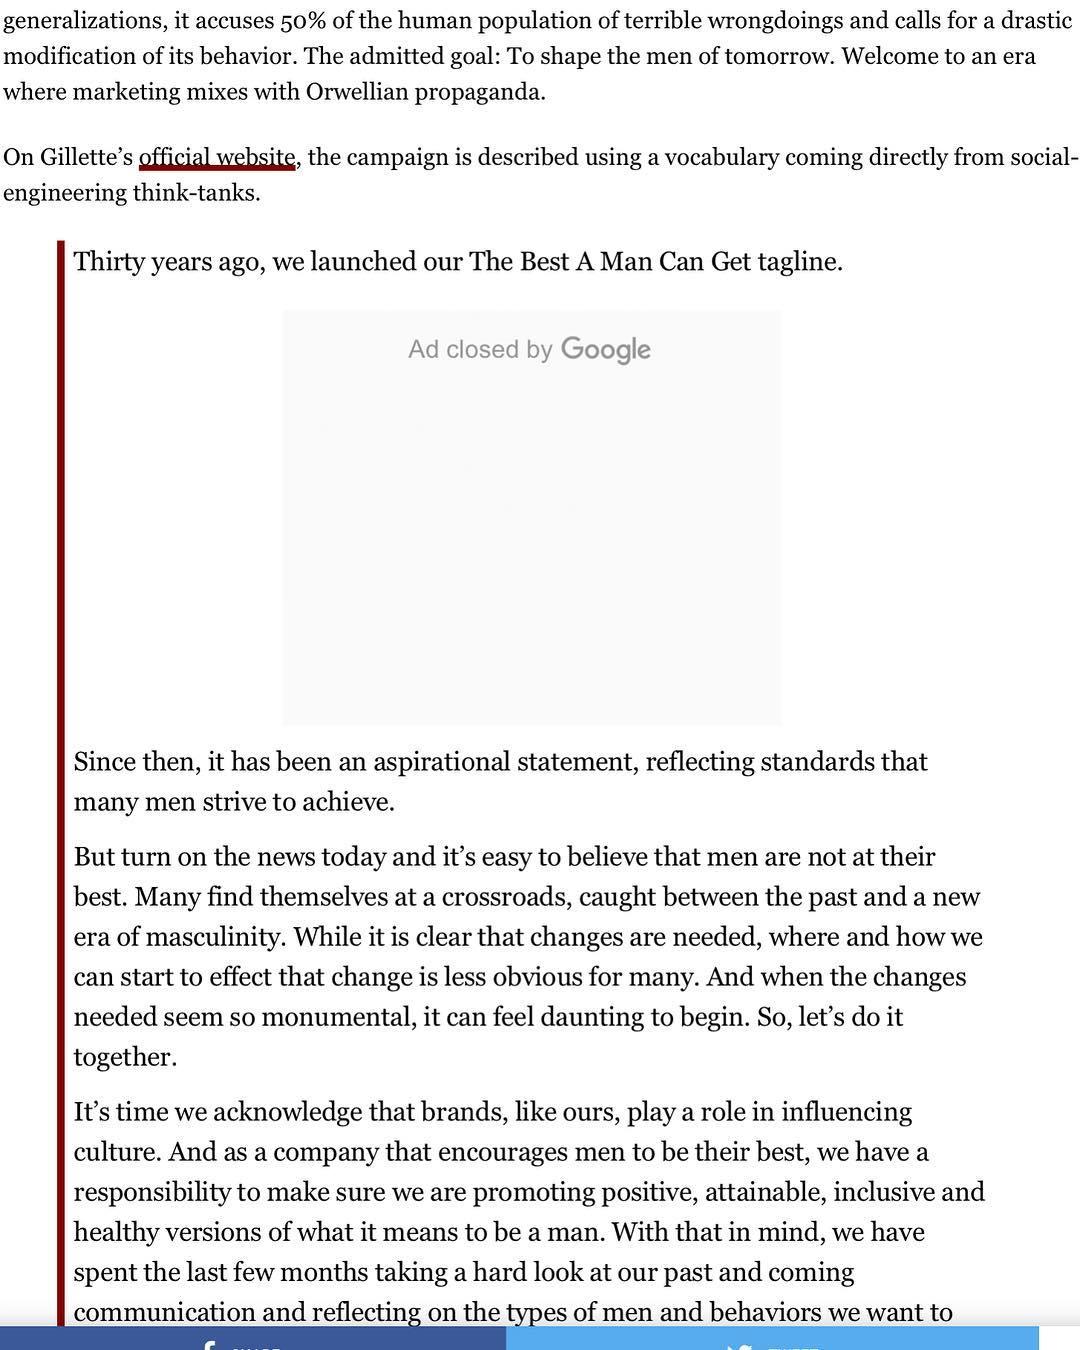 generalizations, it accuses 50% of the human population of terrible wrongdoings and calls for a drastic
modification of its behavior. The admitted goal: To shape the men of tomorrow. Welcome to an era
where marketing mixes with Orwellian propaganda.
On Gillette’s official website, the campaign is described using a vocabulary coming directly from social-
engineering think-tanks.
Thirty years ago, we launched our The Best A Man Can Get tagline.
Ad closed by Google
Since then, it has been an aspirational statement, reflecting standards that
many men strive to achieve.
But turn on the news today and it’s easy to believe that men are not at their
best. Many find themselves at a crossroads, caught between the past and a new
era of masculinity. While it is clear that changes are needed, where and how we
can start to effect that change is less obvious for many. And when the changes
needed seem so monumental, it can feel daunting to begin. So, let’s do it
together.
It’s time we acknowledge that brands, like ours, play a role in influencing
culture. And as a company that encourages men to be their best, we have a
responsibility to make sure we are promoting positive, attainable, inclusive and
healthy versions of what it means to be a man. With that in mind, we have
spent the last few months taking a hard look at our past and coming
communication and reflecting on the types of men and behaviors we want to